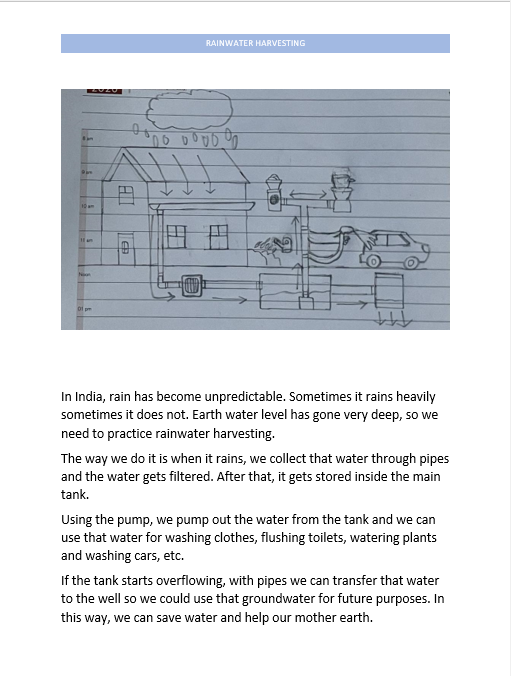 RAINWATER HARVESTING
2020
8 am
9 am
10 am
11 am
Noon
01 pm
In India, rain has become unpredictable. Sometimes it rains heavily
sometimes it does not. Earth water level has gone very deep, so we
need to practice rainwater harvesting.
The way we do it is when it rains, we collect that water through pipes
and the water gets filtered. After that, it gets stored inside the main
tank.
Using the pump, we pump out the water from the tank and we can
use that water for washing clothes, flushing toilets, watering plants
and washing cars, etc.
If the tank starts overflowing, with pipes we can transfer that water
to the well so we could use that groundwater for future purposes. In
this way, we can save water and help our mother earth.